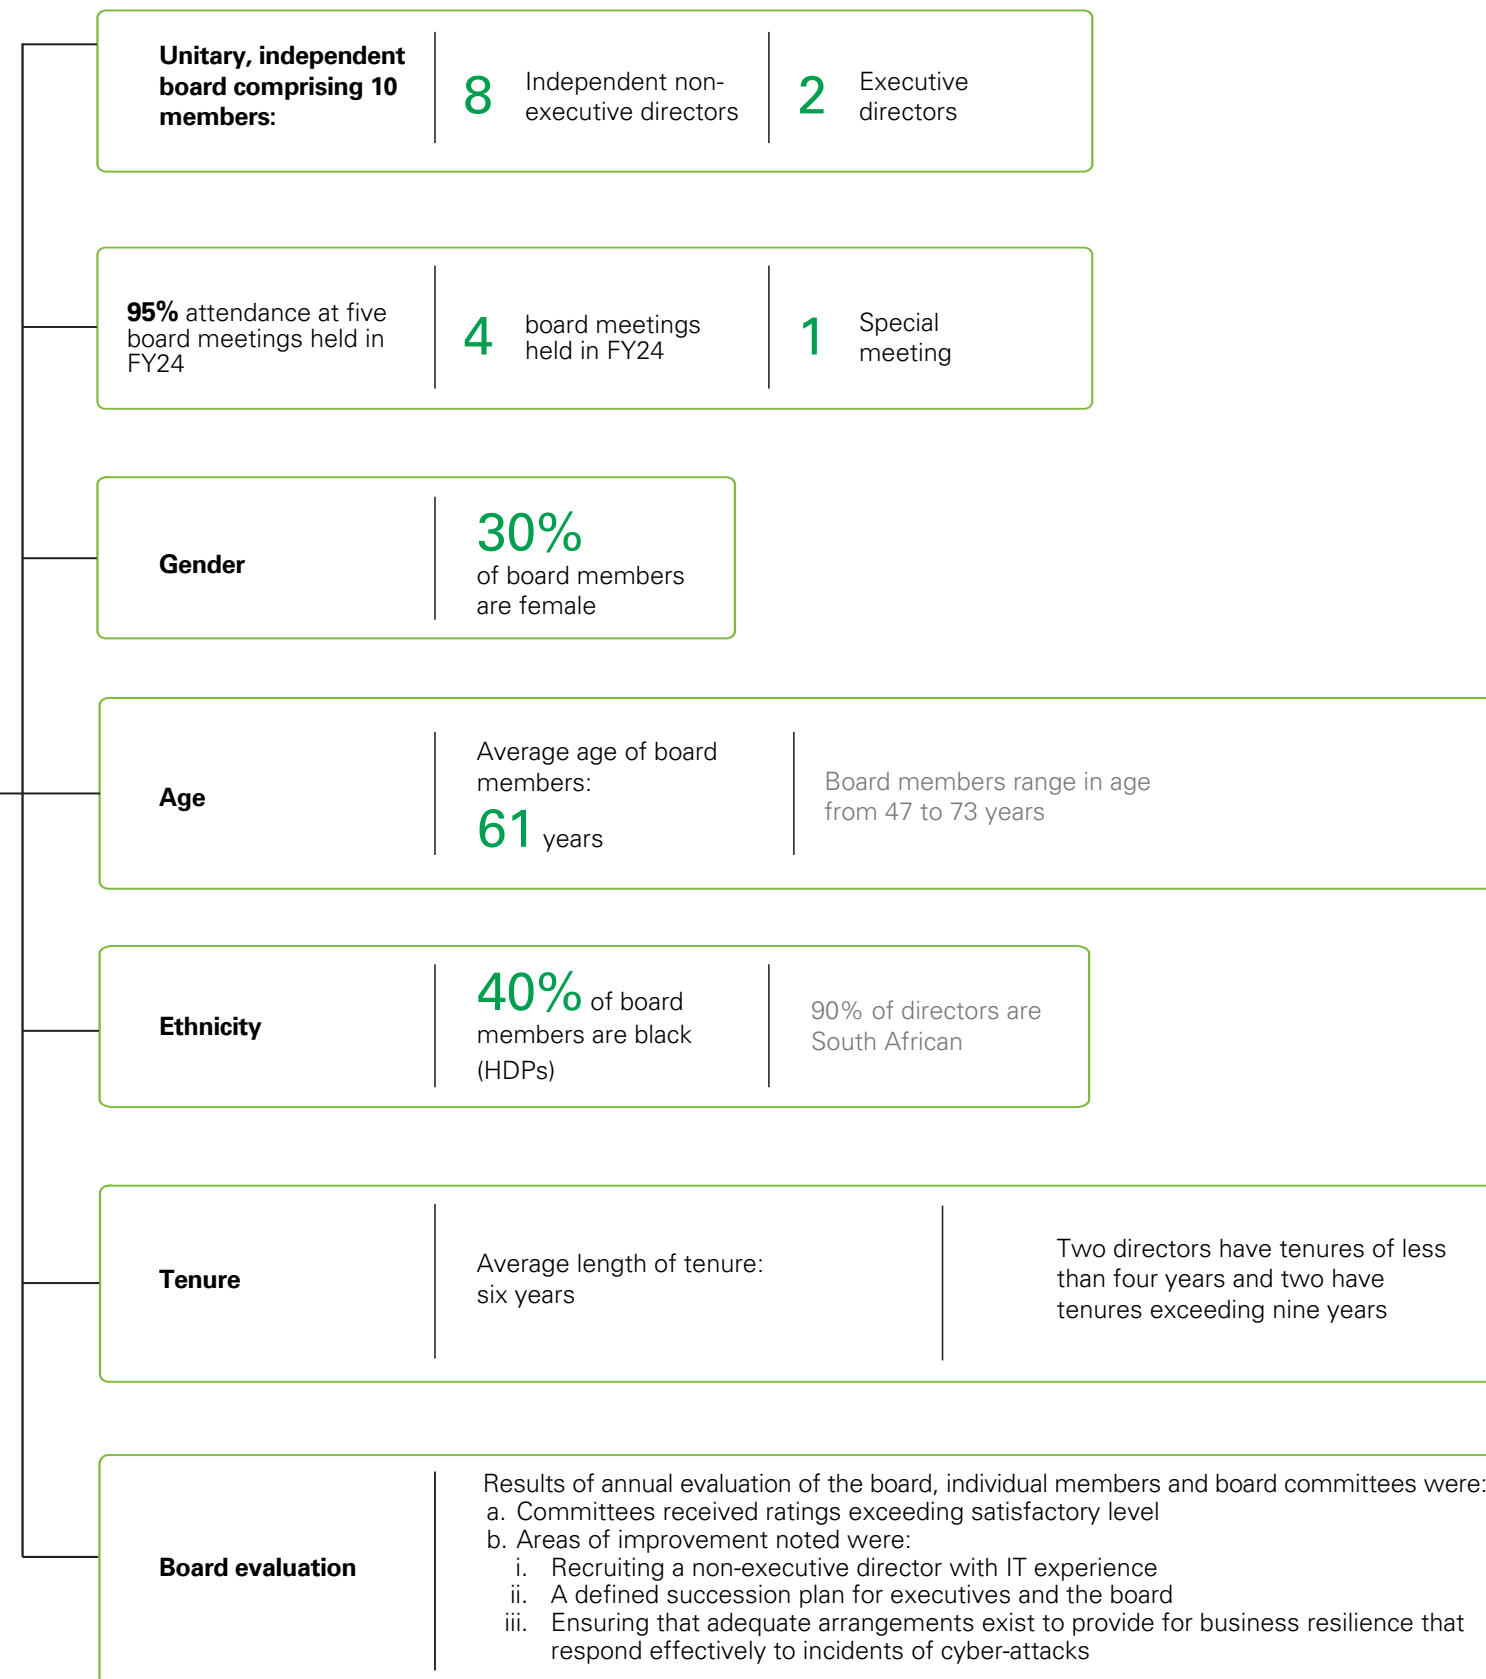 Unitary, independent
board comprising 10
members:
8
Independent non-
executive directors
2
Executive
directors
95% attendance at five
board meetings held in
FY24
4
board meetings
held in FY24
1
Special
meeting
Gender
30%
of board members
are female
Age
Average age of board
members:
61 years
Board members range in age
from 47 to 73 years
Ethnicity
40% of board
members are black
(HDPs)
90% of directors are
South African
Tenure
Average length of tenure:
six years
Two directors have tenures of less
than four years and two have
tenures exceeding nine years
Board evaluation
Results of annual evaluation of the board, individual members and board committees were:
a. Committees received ratings exceeding satisfactory level
b. Areas of improvement noted were:
i. Recruiting a non-executive director with IT experience
ii. A defined succession plan for executives and the board
iii. Ensuring that adequate arrangements exist to provide for business resilience that
respond effectively to incidents of cyber-attacks